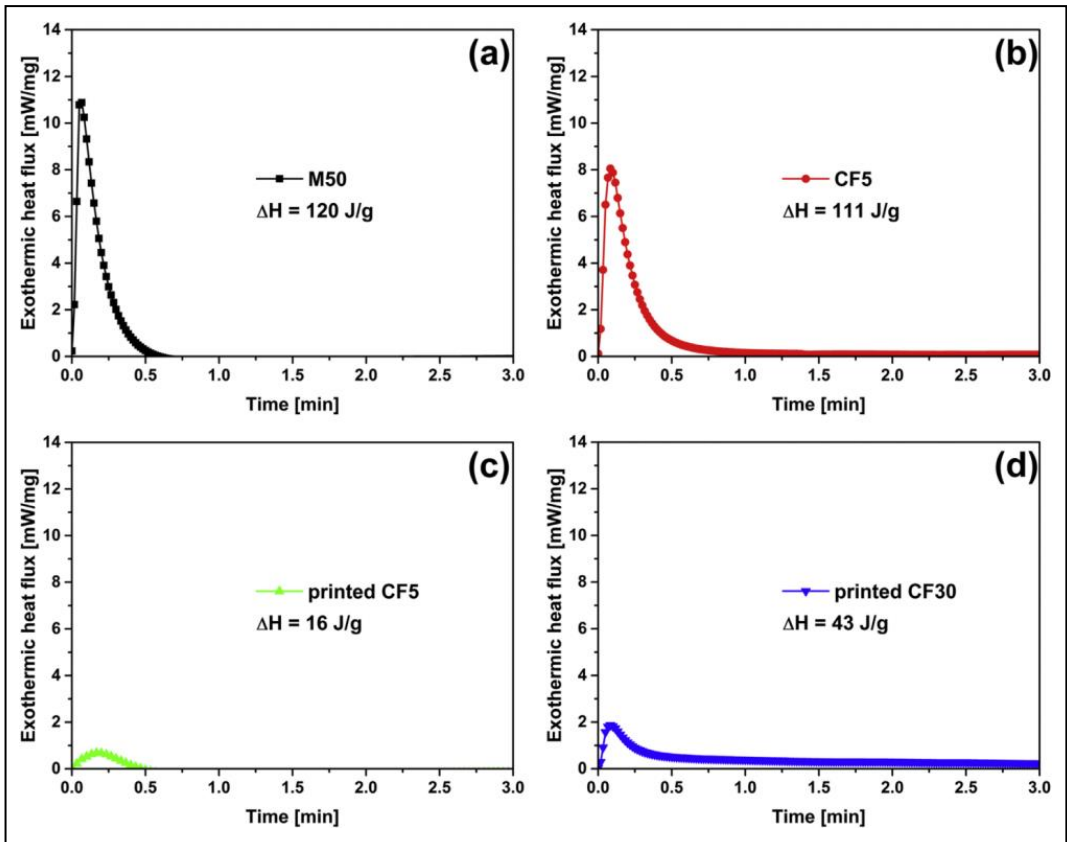 (a)
Exothermic heat flux [mW/mg]
14
12
10
8
6
4
2
0
M50
ΔH = 120 J/g
0.0 0.5 1.0 1.5 2.0 2.5 3.0
Time [min]
(b)
Exothermic heat flux [mW/mg]
14
12
10
8
6
4
2
0
CF5
ΔH = 111 J/g
0.0 0.5 1.0 1.5 2.0 2.5 3.0
Time [min]
(c)
Exothermic heat flux [mW/mg]
14
12
10
8
6
4
2
0
printed CF5
ΔH = 16 J/g
0.0 0.5 1.0 1.5 2.0 2.5 3.0
Time [min]
(d)
Exothermic heat flux [mW/mg]
14
12
10
8
6
4
2
0
printed CF30
ΔH = 43 J/g
0.0 0.5 1.0 1.5 2.0 2.5 3.0
Time [min]